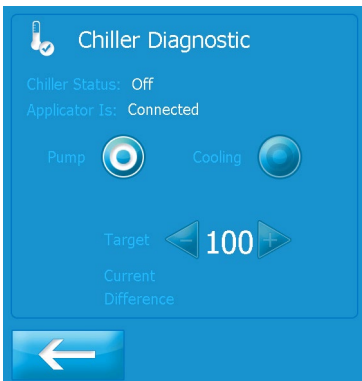 Chiller Diagnostic
Chiller Status: Off
Applicator Is: Connected
Pump Cooling
Target - 100 +
Current
Difference